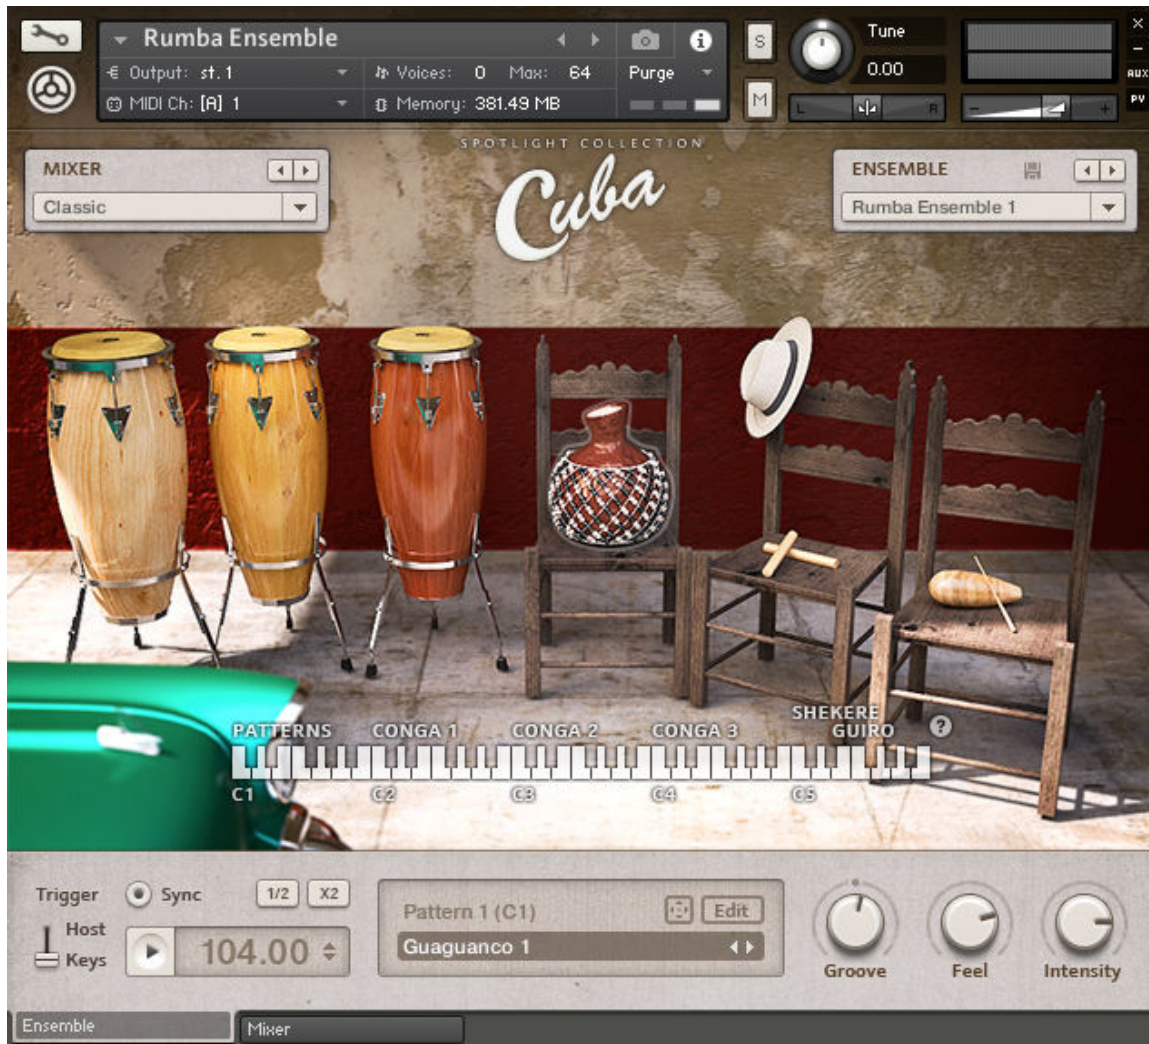 Rumba Ensemble
Output: st. 1
Voices: 0 Max: 64
Purge
MIDI Ch: [A] 1
Memory: 381.49 MB
S
M
Tune
0.00
L
R
AUX
PV
SPOTLIGHT COLLECTION
Cuba
MIXER
Classic
ENSEMBLE
Rumba Ensemble 1
PATTERNS
CONGA 1
CONGA 2
CONGA 3
SHEKERE
GUIRO
?
C1
C2
C3
C4
C5
Trigger
Sync
1/2
X2
Host
Keys
104.00
Pattern 1 (C1)
Edit
Guaguanco 1
Groove
Feel
Intensity
Ensemble
Mixer